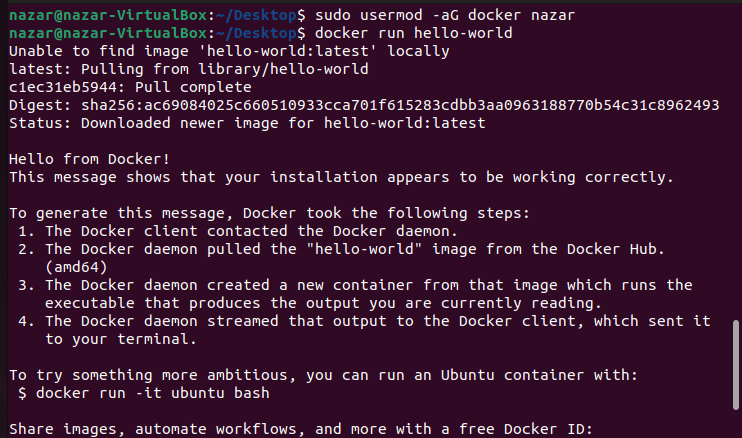 nazar@nazar-VirtualBox:~/Desktop$ sudo usermod -aG docker nazar
nazar@nazar-VirtualBox:~/Desktop$ docker run hello-world
Unable to find image 'hello-world:latest' locally
latest: Pulling from library/hello-world
c1ec31eb5944: Pull complete
Digest: sha256:ac69084025c660510933cca701f615283cdbb3aa0963188770b54c31c8962493
Status: Downloaded newer image for hello-world:latest

Hello from Docker!
This message shows that your installation appears to be working correctly.

To generate this message, Docker took the following steps:
 1. The Docker client contacted the Docker daemon.
 2. The Docker daemon pulled the "hello-world" image from the Docker Hub.
    (amd64)
 3. The Docker daemon created a new container from that image which runs the
    executable that produces the output you are currently reading.
 4. The Docker daemon streamed that output to the Docker client, which sent it
    to your terminal.

To try something more ambitious, you can run an Ubuntu container with:
 $ docker run -it ubuntu bash

Share images, automate workflows, and more with a free Docker ID: